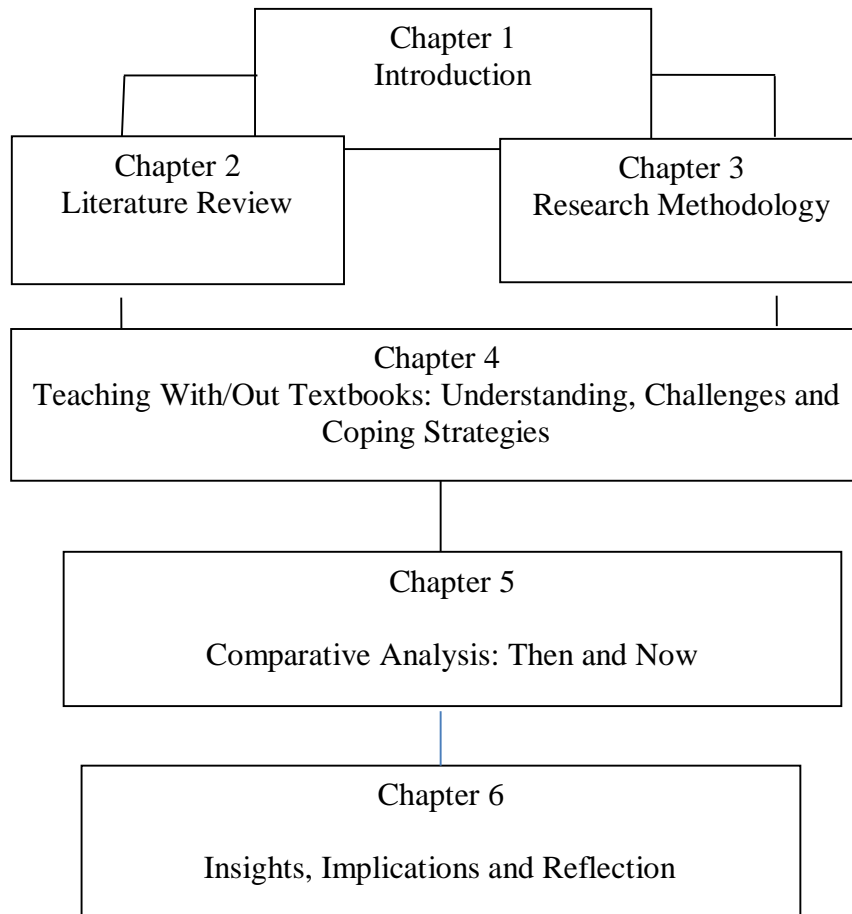 Chapter 1
Introduction
Chapter 2
Literature Review
Chapter 3
Research Methodology
Chapter 4
Teaching With/Out Textbooks: Understanding, Challenges and
Coping Strategies
Chapter 5
Comparative Analysis: Then and Now
Chapter 6
Insights, Implications and Reflection